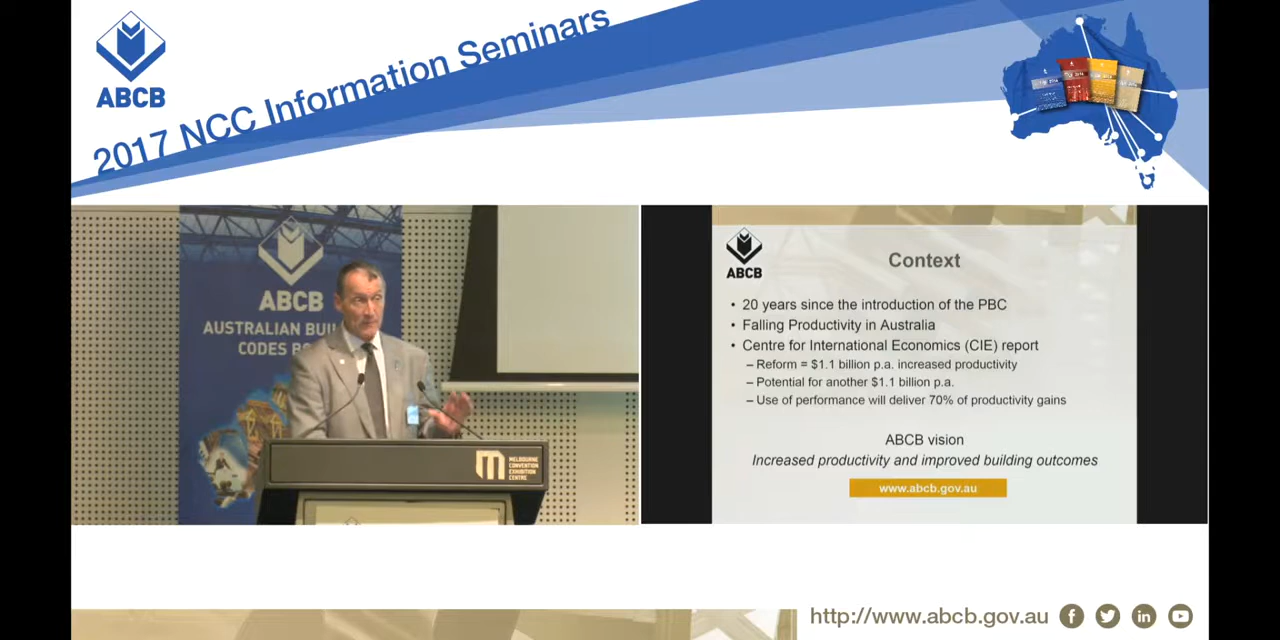 ABCB
2017 NCC Information Seminars
ABCB
AUSTRALIAN BUIL
CODES BO
MELBOURNE
CONVENTION
EXHIBITION
CENTRE
ABCB
Context
• 20 years since the introduction of the PBC
• Falling Productivity in Australia
• Centre for International Economics (CIE) report
– Reform = $1.1 billion p.a. increased productivity
– Potential for another $1.1 billion p.a.
– Use of performance will deliver 70% of productivity gains
ABCB vision
Increased productivity and improved building outcomes
www.abcb.gov.au
http://www.abcb.gov.au